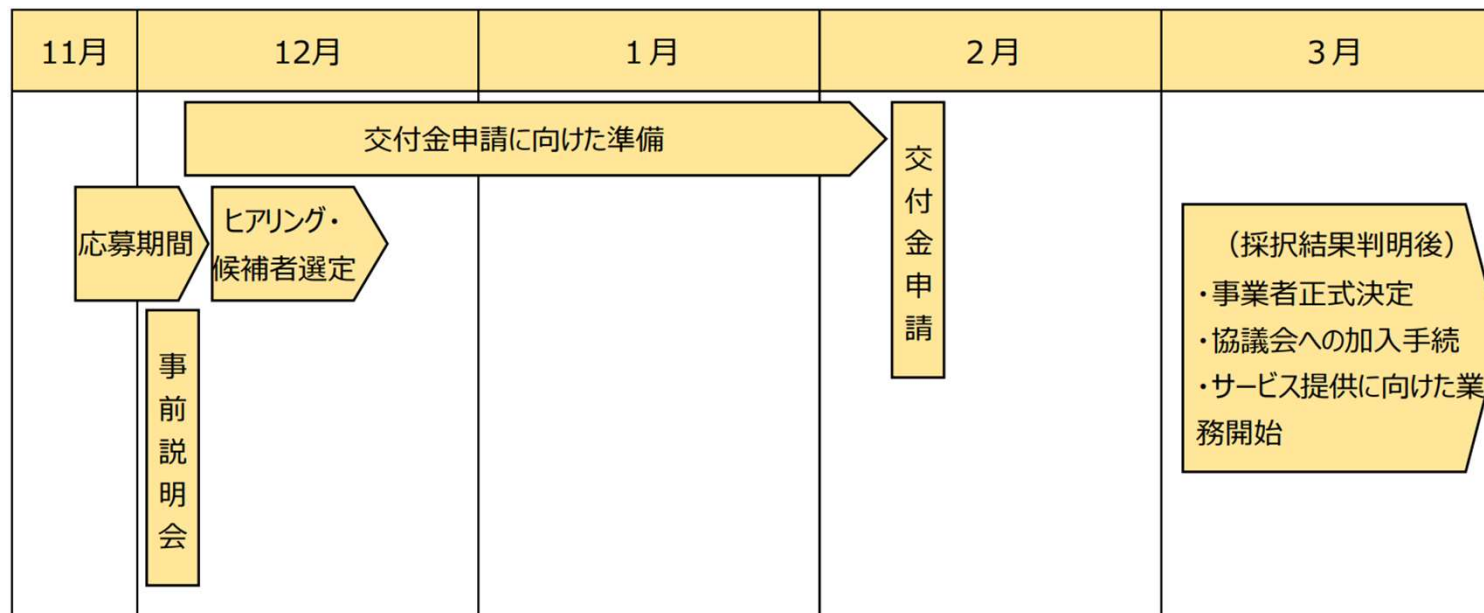 11月
12月
1月
2月
3月
交付金申請に向けた準備
交付金申請
応募期間
ヒアリング・
候補者選定
事前説明会
（採択結果判明後）
・事業者正式決定
・協議会への加入手続
・サービス提供に向けた業
務開始